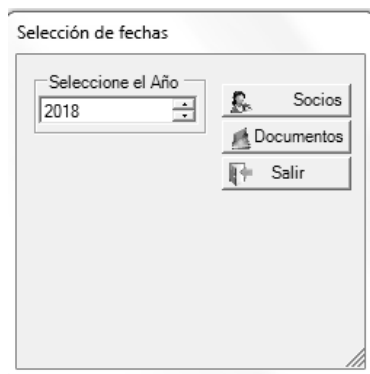 Selección de fechas
Seleccione el Año
2018
Socios
Documentos
Salir